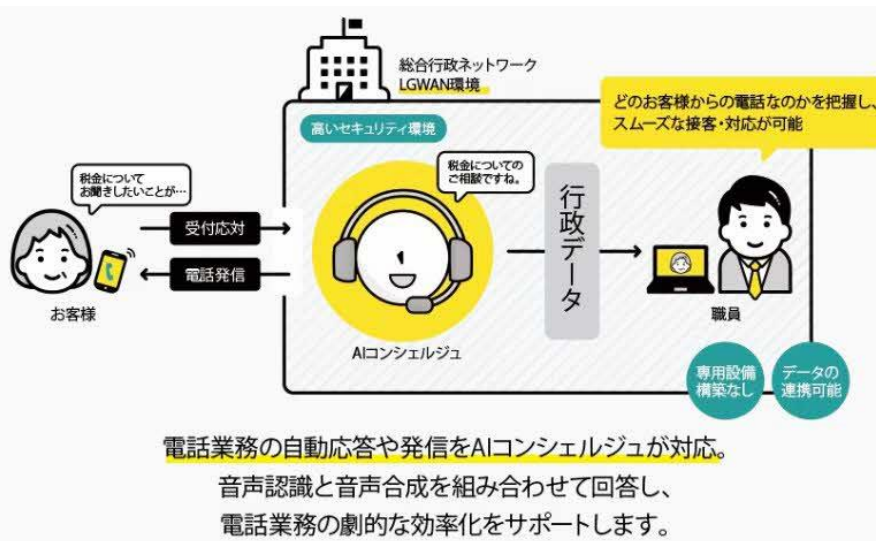 総合行政ネットワーク
LGWAN環境
どのお客様からの電話なのかを把握し、
スムーズな接客・対応が可能
高いセキュリティ環境
税金について
お聞きしたいことが…
税金についての
ご相談ですね。
受付応対
電話発信
行政データ
お客様
AIコンシェルジュ
職員
専用設備
構築なし
データの
連携可能
電話業務の自動応答や発信をAIコンシェルジュが対応。
音声認識と音声合成を組み合わせて回答し、
電話業務の劇的な効率化をサポートします。